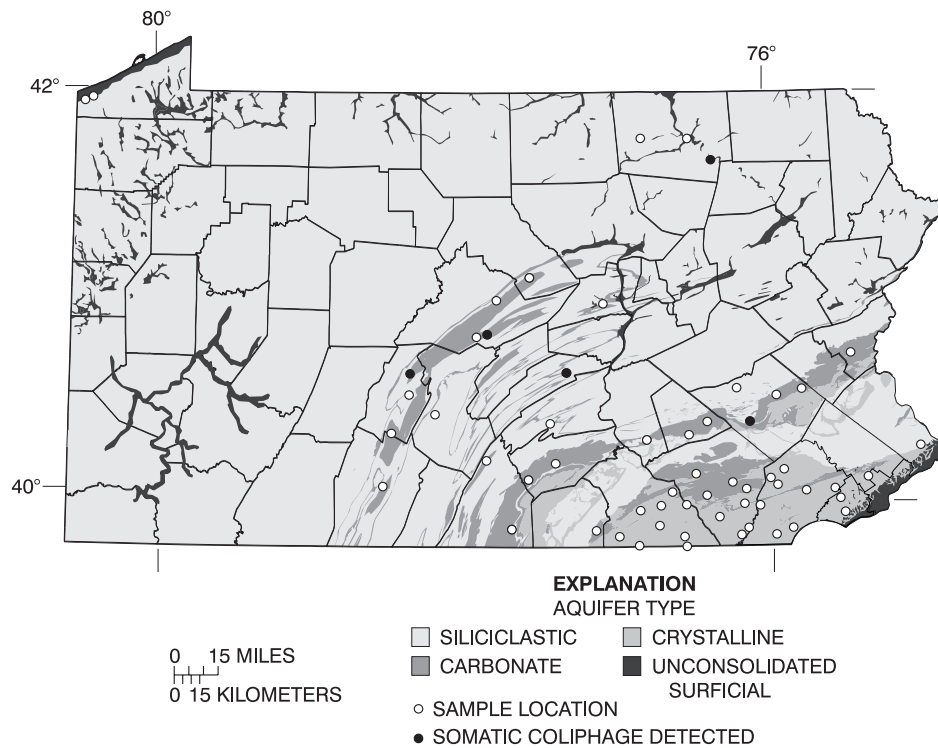 80°
76°
42°
40°
EXPLANATION
AQUIFER TYPE
SILICICLASTIC
CRYSTALLINE
CARBONATE
UNCONSOLIDATED
SURFICIAL
0 15 MILES
0 15 KILOMETERS
SAMPLE LOCATION
SOMATIC COLIPHAGE DETECTED